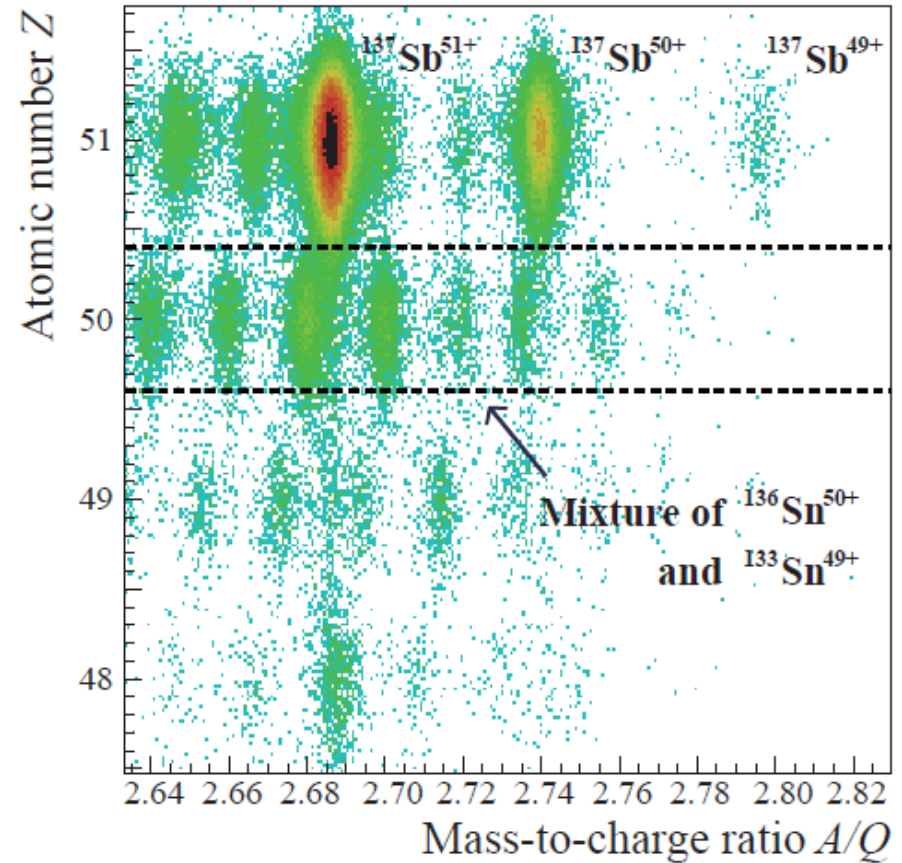 Atomic number Z
51
50
49
48
¹³⁷Sb⁵¹⁺ ¹³⁷Sb⁵⁰⁺ ¹³⁷Sb⁴⁹⁺
Mixture of ¹³⁶Sn⁵⁰⁺
and ¹³³Sn⁴⁹⁺
2.64 2.66 2.68 2.70 2.72 2.74 2.76 2.78 2.80 2.82
Mass-to-charge ratio A/Q